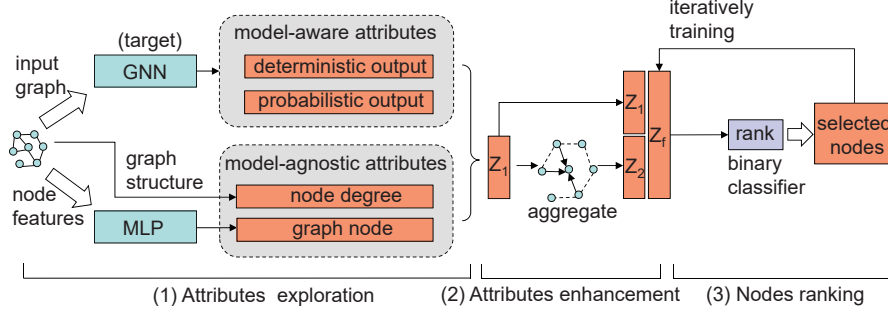 input
graph
(target)
GNN
model-aware attributes
deterministic output
probabilistic output
graph
structure
node
features
MLP
model-agnostic attributes
node degree
graph node
Z1
aggregate
Z1
Z2
Zf
iteratively
training
rank
binary
classifier
selected
nodes
(1) Attributes exploration
(2) Attributes enhancement
(3) Nodes ranking